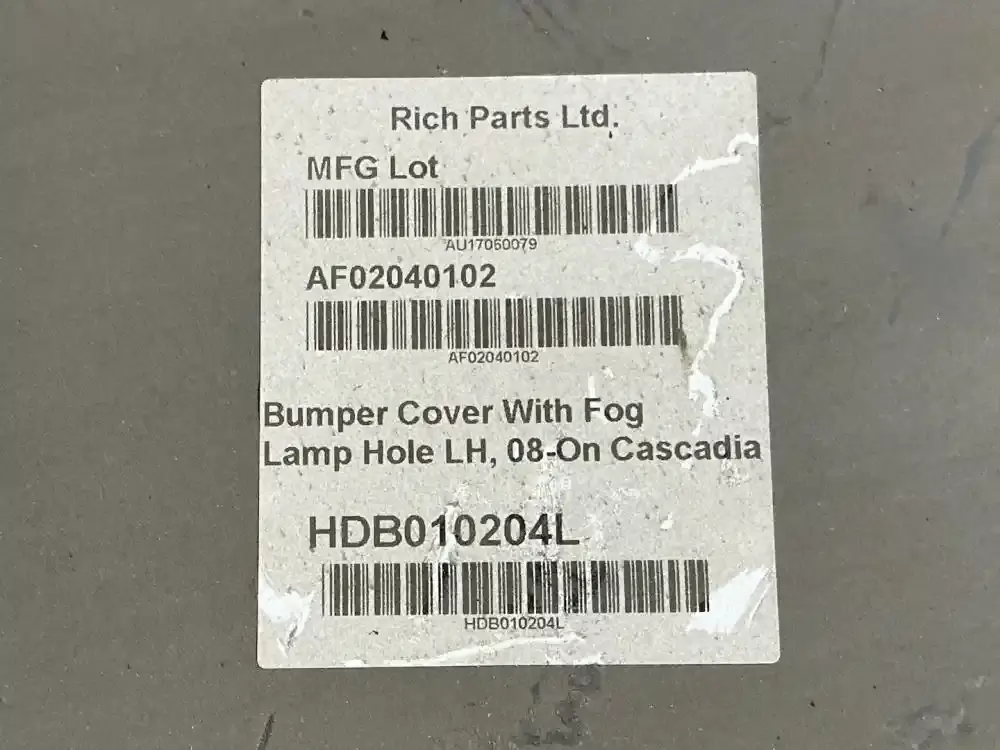 Rich Parts Ltd.
MFG Lot
AU17060079
AF02040102
AF02040102
Bumper Cover With Fog
Lamp Hole LH, 08-On Cascadia
HDB010204L
HDB010204L